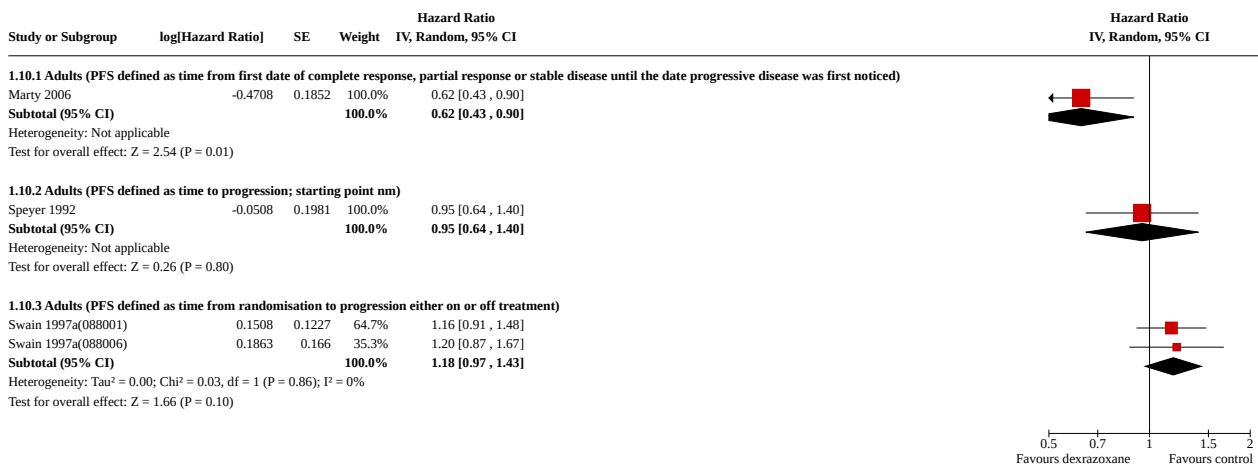 Hazard Ratio Hazard Ratio
Study or Subgroup log[Hazard Ratio] SE Weight IV, Random, 95% CI IV, Random, 95% CI
1.10.1 Adults (PFS defined as time from first date of complete response, partial response or stable disease until the date progressive disease was first noticed)
Marty 2006 -0.4708 0.1852 100.0% 0.62 [0.43 , 0.90]
Subtotal (95% CI) 100.0% 0.62 [0.43 , 0.90]
Heterogeneity: Not applicable
Test for overall effect: Z = 2.54 (P = 0.01)
1.10.2 Adults (PFS defined as time to progression; starting point nm)
Speyer 1992 -0.0508 0.1981 100.0% 0.95 [0.64 , 1.40]
Subtotal (95% CI) 100.0% 0.95 [0.64 , 1.40]
Heterogeneity: Not applicable
Test for overall effect: Z = 0.26 (P = 0.80)
1.10.3 Adults (PFS defined as time from randomisation to progression either on or off treatment)
Swain 1997a(088001) 0.1508 0.1227 64.7% 1.16 [0.91 , 1.48]
Swain 1997a(088006) 0.1863 0.166 35.3% 1.20 [0.87 , 1.67]
Subtotal (95% CI) 100.0% 1.18 [0.97 , 1.43]
Heterogeneity: Tau² = 0.00; Chi² = 0.03, df = 1 (P = 0.86); I² = 0%
Test for overall effect: Z = 1.66 (P = 0.10)
0.5 0.7 1 1.5 2
Favours dexrazoxane Favours control